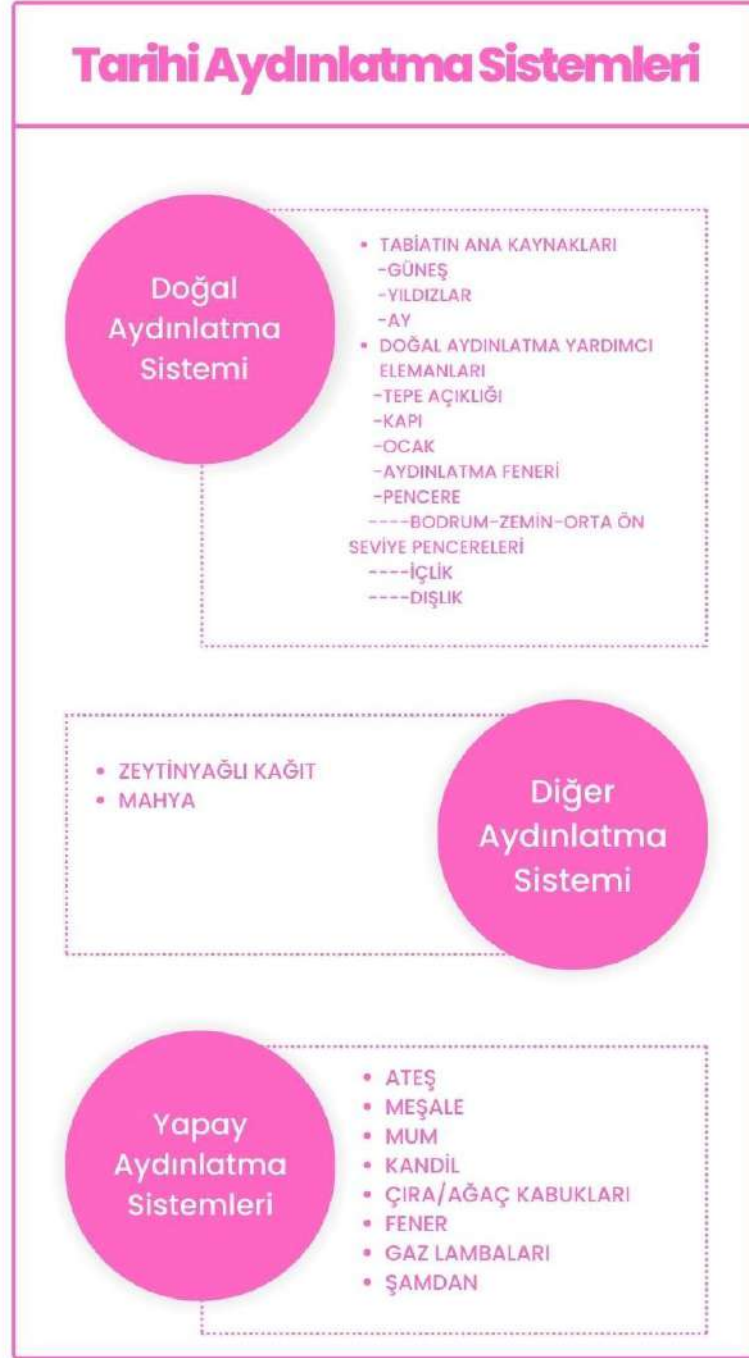 Tarihi Aydınlatma Sistemleri
Doğal
Aydınlatma
Sistemi
• TABİATIN ANA KAYNAKLARI
-GÜNEŞ
-YILDIZLAR
-AY
• DOĞAL AYDINLATMA YARDIMCI
ELEMANLARI
-TEPE AÇIKLIĞI
-KAPI
-OCAK
-AYDINLATMA FENERİ
-PENCERE
----BODRUM-ZEMİN-ORTA ÖN
SEVİYE PENCERELERİ
----İÇLİK
----DIŞLIK
• ZEYTİNYAĞLI KAĞIT
• MAHYA
Diğer
Aydınlatma
Sistemi
Yapay
Aydınlatma
Sistemleri
• ATEŞ
• MEŞALE
• MUM
• KANDİL
• ÇIRA/AĞAÇ KABUKLARI
• FENER
• GAZ LAMBALARI
• ŞAMDAN